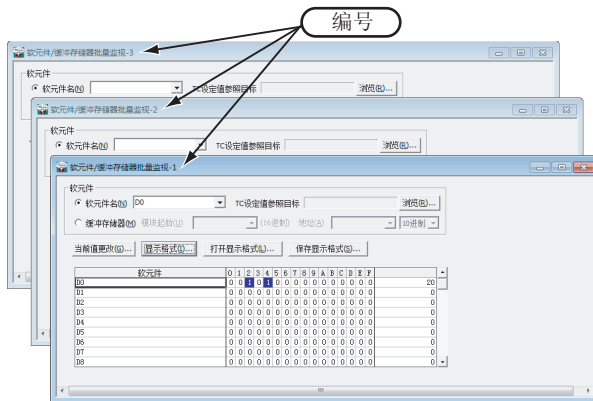 编号
软元件/缓冲存储器批量监视-3
软元件
软元件名(N) TC设定值参照目标 浏览(R)...
软元件/缓冲存储器批量监视-2
软元件
软元件名(N) TC设定值参照目标 浏览(R)...
软元件/缓冲存储器批量监视-1
软元件
软元件名(N) D0 TC设定值参照目标 浏览(R)...
缓冲存储器(M) 模块起始(U) (16进制) 地址(A) 10进制
当前值更改(G)... 显示格式(I)... 打开显示格式(L)... 保存显示格式(S)...
软元件 0 1 2 3 4 5 6 7 8 9 A B C D E F
D0 0 0 1 0 1 0 0 0 0 0 0 0 0 0 0 0 20
D1 0 0 0 0 0 0 0 0 0 0 0 0 0 0 0 0 0
D2 0 0 0 0 0 0 0 0 0 0 0 0 0 0 0 0 0
D3 0 0 0 0 0 0 0 0 0 0 0 0 0 0 0 0 0
D4 0 0 0 0 0 0 0 0 0 0 0 0 0 0 0 0 0
D5 0 0 0 0 0 0 0 0 0 0 0 0 0 0 0 0 0
D6 0 0 0 0 0 0 0 0 0 0 0 0 0 0 0 0 0
D7 0 0 0 0 0 0 0 0 0 0 0 0 0 0 0 0 0
D8 0 0 0 0 0 0 0 0 0 0 0 0 0 0 0 0 0